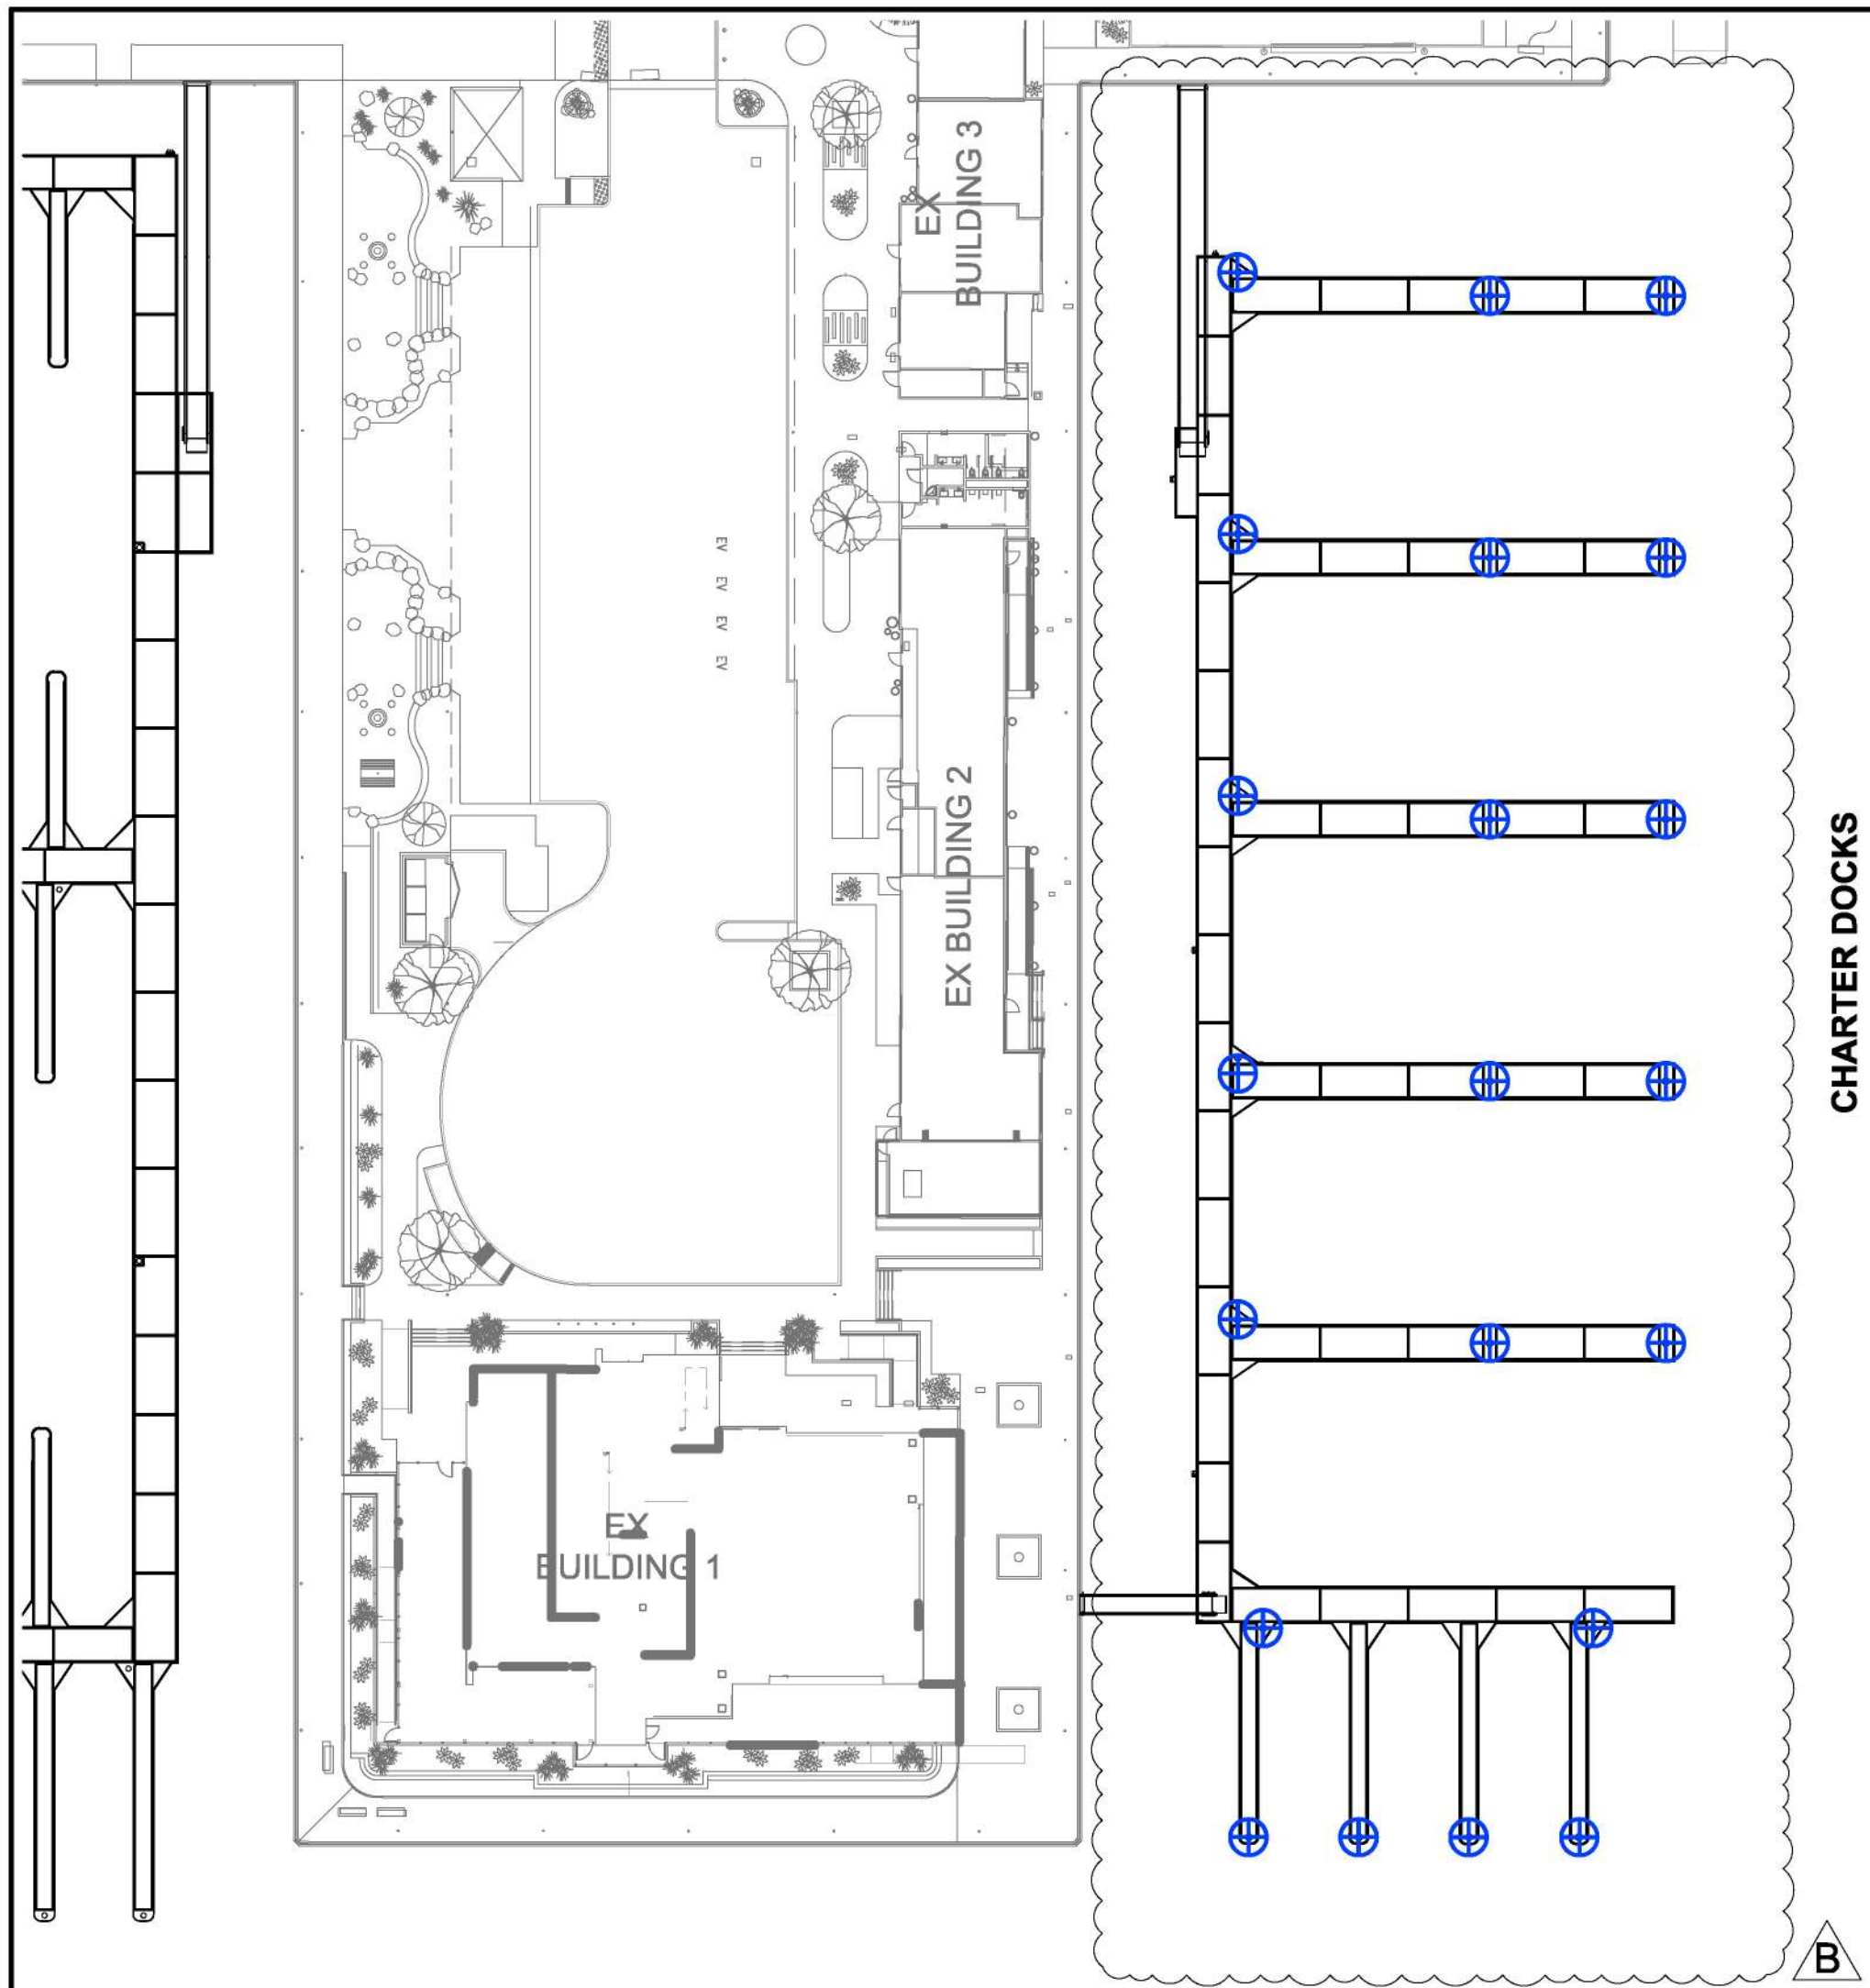 EX
BUILDING 3
EV
EV
EV
EV
EX BUILDING 2
EX
BUILDING 1
CHARTER DOCKS
B